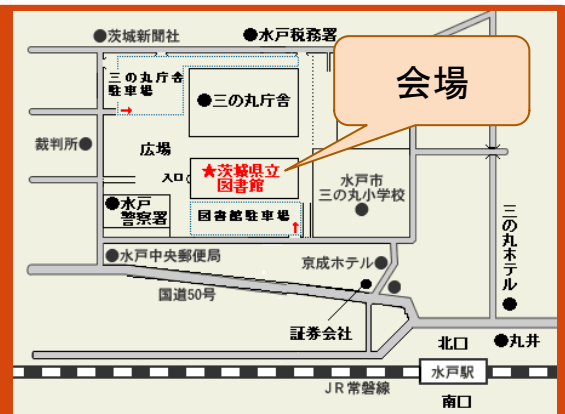 ●茨城新聞社
●水戸税務署
会場
三の丸庁舎
駐車場
→
●三の丸庁舎
裁判所●
広場
★茨城県立
図書館
入口
水戸市
三の丸小学校
●
●水戸
警察署
図書館駐車場
↑
三の丸ホテル●
●水戸中央郵便局
京成ホテル●
国道50号
証券会社
北口
●丸井
水戸駅
JR常磐線
南口